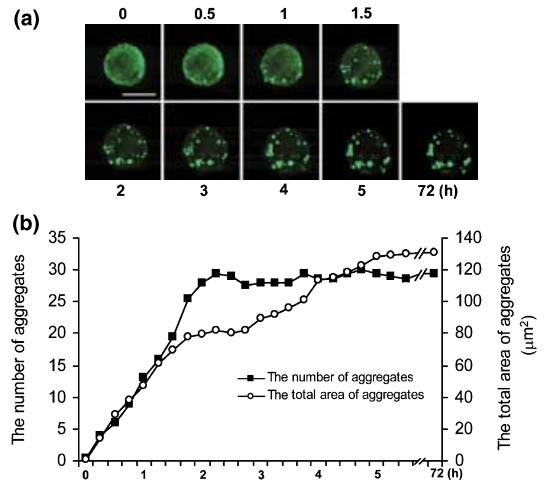 (a)
0 0.5 1 1.5
2 3 4 5 72 (h)
(b)
35 140
30 120
25 100
20 80
15 60
10 40
5 20
0 0
The number of aggregates
The total area of aggregates
(μm²)
The number of aggregates
The total area of aggregates
0 1 2 3 4 5 72 (h)